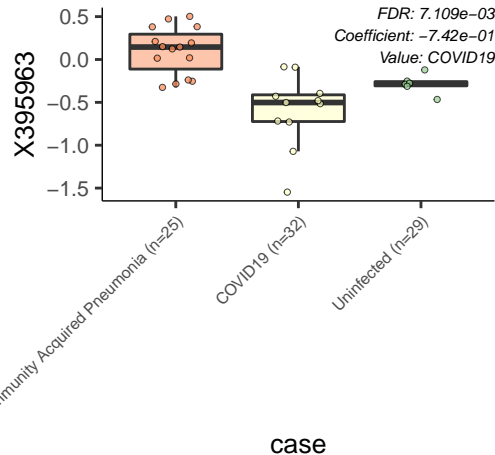 FDR: 7.109e−03
Coefficient: −7.42e−01
Value: COVID19
X395963
0.5
0.0
−0.5
−1.0
−1.5
Acquired Pneumonia (n=25)
COVID19 (n=32)
Uninfected (n=29)
case